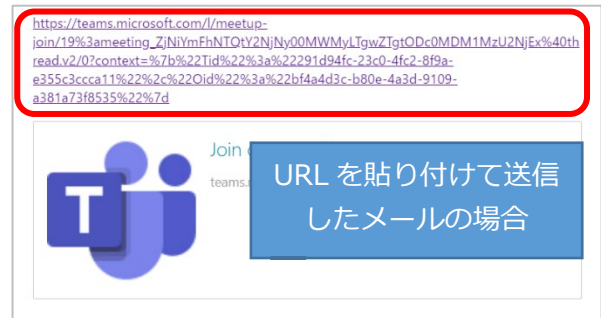 https://teams.microsoft.com/l/meetup-
join/19%3ameeting_ZjNiYmFhNTQtY2NjNy00MWMyLTgwZTgtODc0MDM1MzU2NjEx%40th
read.v2/0?context=%7b%22Tid%22%3a%22291d94fc-23c0-4fc2-8f9a-
e355c3ccca11%22%2c%22Oid%22%3a%22bf4a4d3c-b80e-4a3d-9109-
a381a73f8535%22%7d
Join
teams.
T
URL を貼り付けて送信
したメールの場合